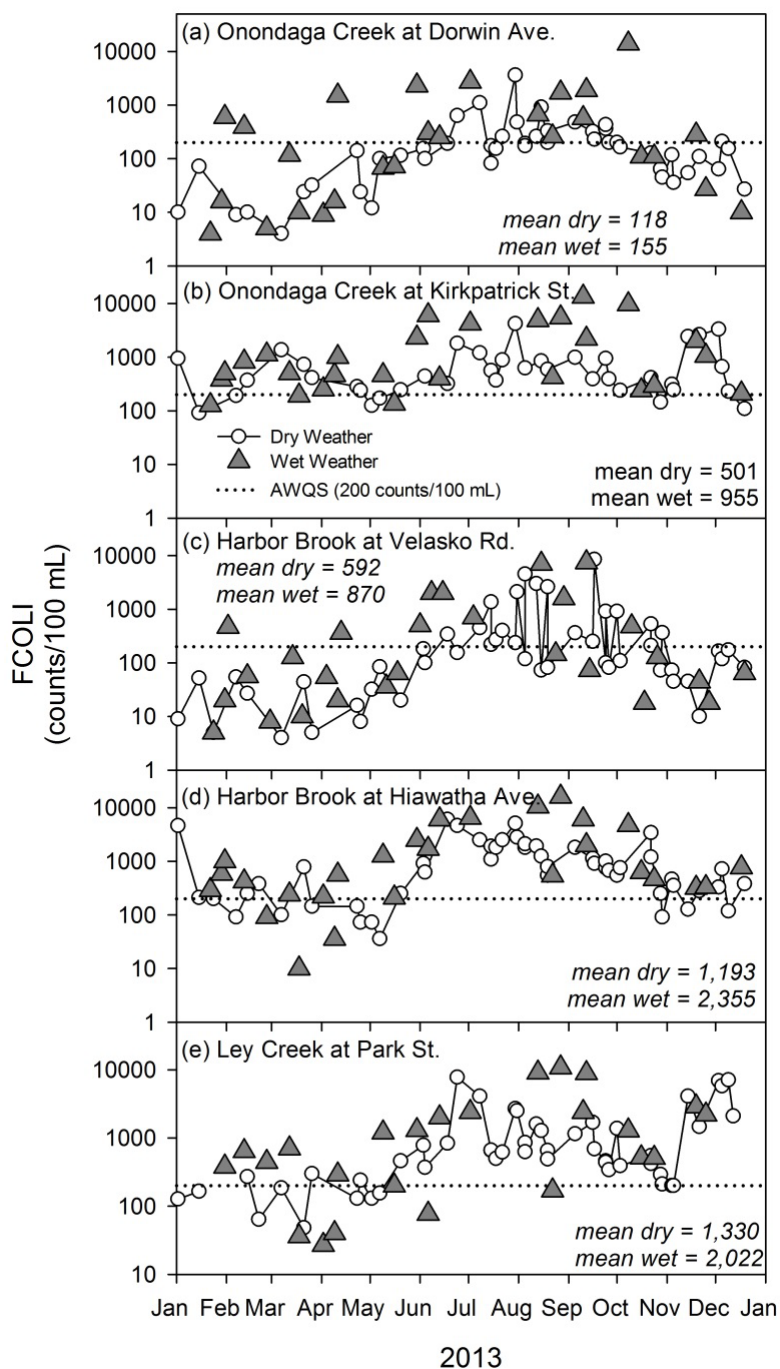 (a) Onondaga Creek at Dorwin Ave.
10000
1000
100
10
1
mean dry = 118
mean wet = 155
(b) Onondaga Creek at Kirkpatrick St.
10000
1000
100
10
1
Dry Weather
Wet Weather
AWQS (200 counts/100 mL)
mean dry = 501
mean wet = 955
FCOLI
(counts/100 mL)
(c) Harbor Brook at Velasko Rd.
mean dry = 592
mean wet = 870
10000
1000
100
10
1
(d) Harbor Brook at Hiawatha Ave.
10000
1000
100
10
1
mean dry = 1,193
mean wet = 2,355
(e) Ley Creek at Park St.
10000
1000
100
10
mean dry = 1,330
mean wet = 2,022
Jan Feb Mar Apr May Jun Jul Aug Sep Oct Nov Dec Jan
2013